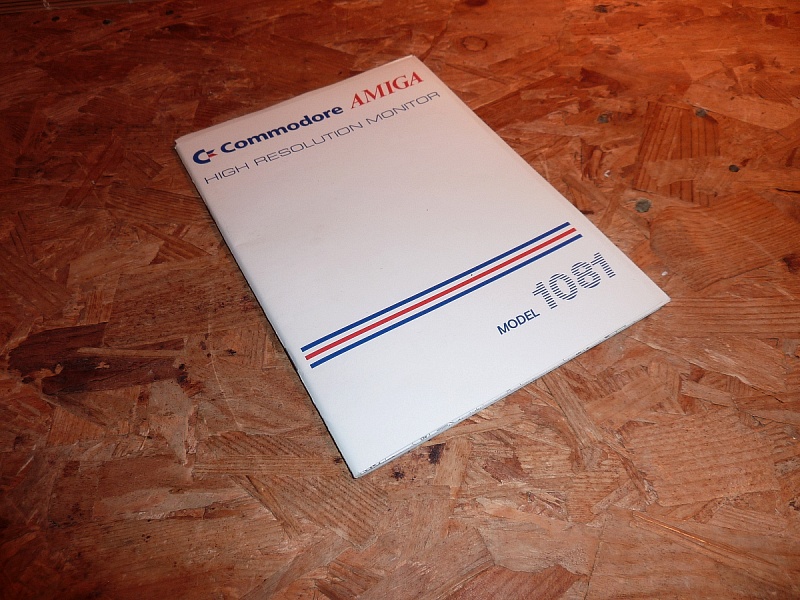 Commodore AMIGA
HIGH RESOLUTION MONITOR
MODEL 1081